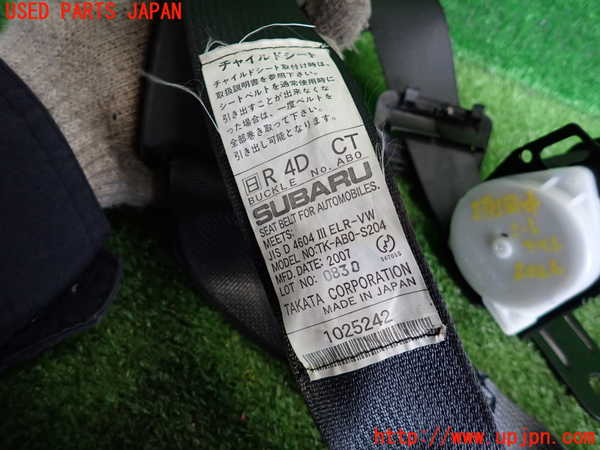 USED PARTS JAPAN
チャイルドシート
チャイルドシート取付け時は、
取扱説明書を参照下さい。
シートベルトを通常使用時に
引き出すことが出来なくな
った場合は、一度ベルトを
全部巻き取って下さい。
引き出し可能となります。
R 4D CT
BUCKLE No. AB0
SUBARU
SEAT BELT FOR AUTOMOBILES.
MEETS:
JIS D 4604 III ELR-VW
MODEL NO:TK-AB0-S204
MFD. DATE: 2007
LOT NO: 0830
TAKATA CORPORATION
MADE IN JAPAN
1025242
http://www.upjpn.com/